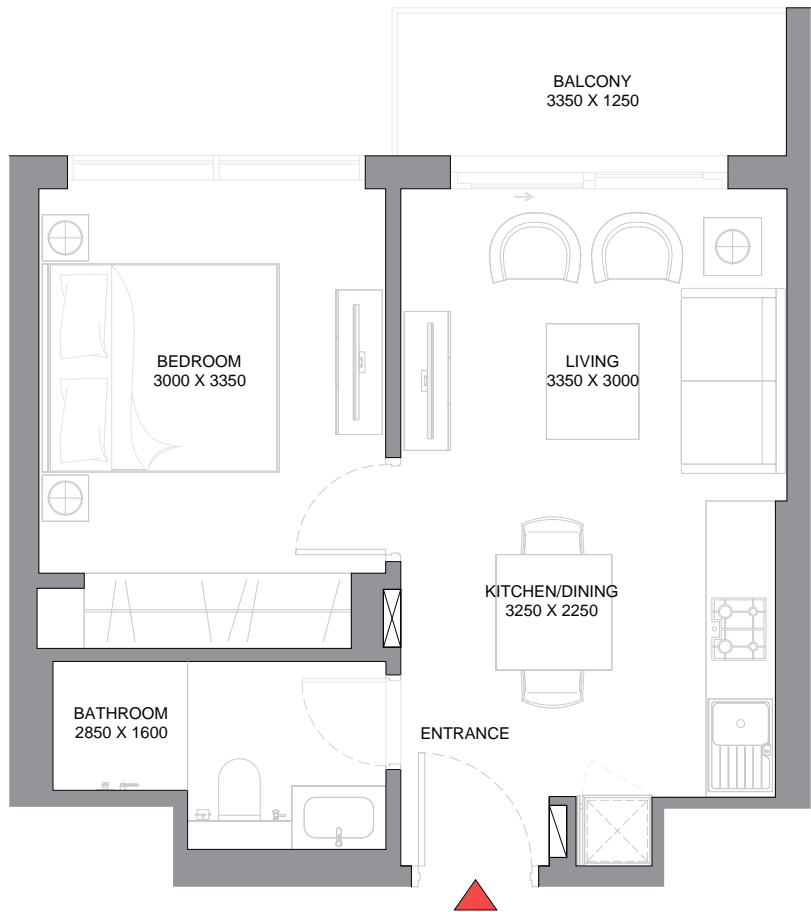 BALCONY
3350 X 1250
BEDROOM
3000 X 3350
LIVING
3350 X 3000
KITCHEN/DINING
3250 X 2250
BATHROOM
2850 X 1600
ENTRANCE